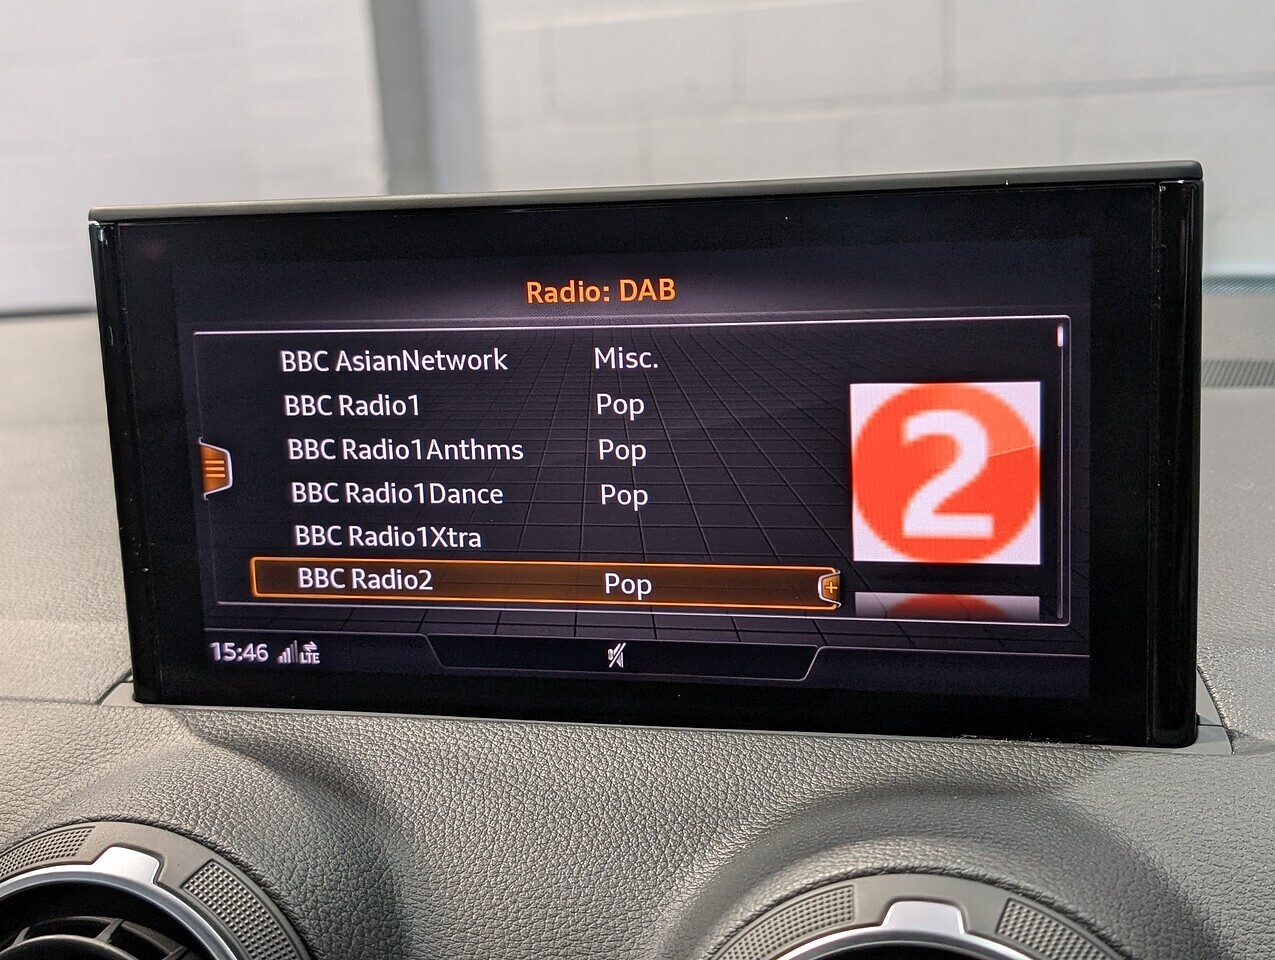 Radio: DAB
BBC AsianNetwork Misc.
BBC Radio1 Pop
BBC Radio1Anthms Pop
BBC Radio1Dance Pop
BBC Radio1Xtra
BBC Radio2 Pop
2
15:46 LTE